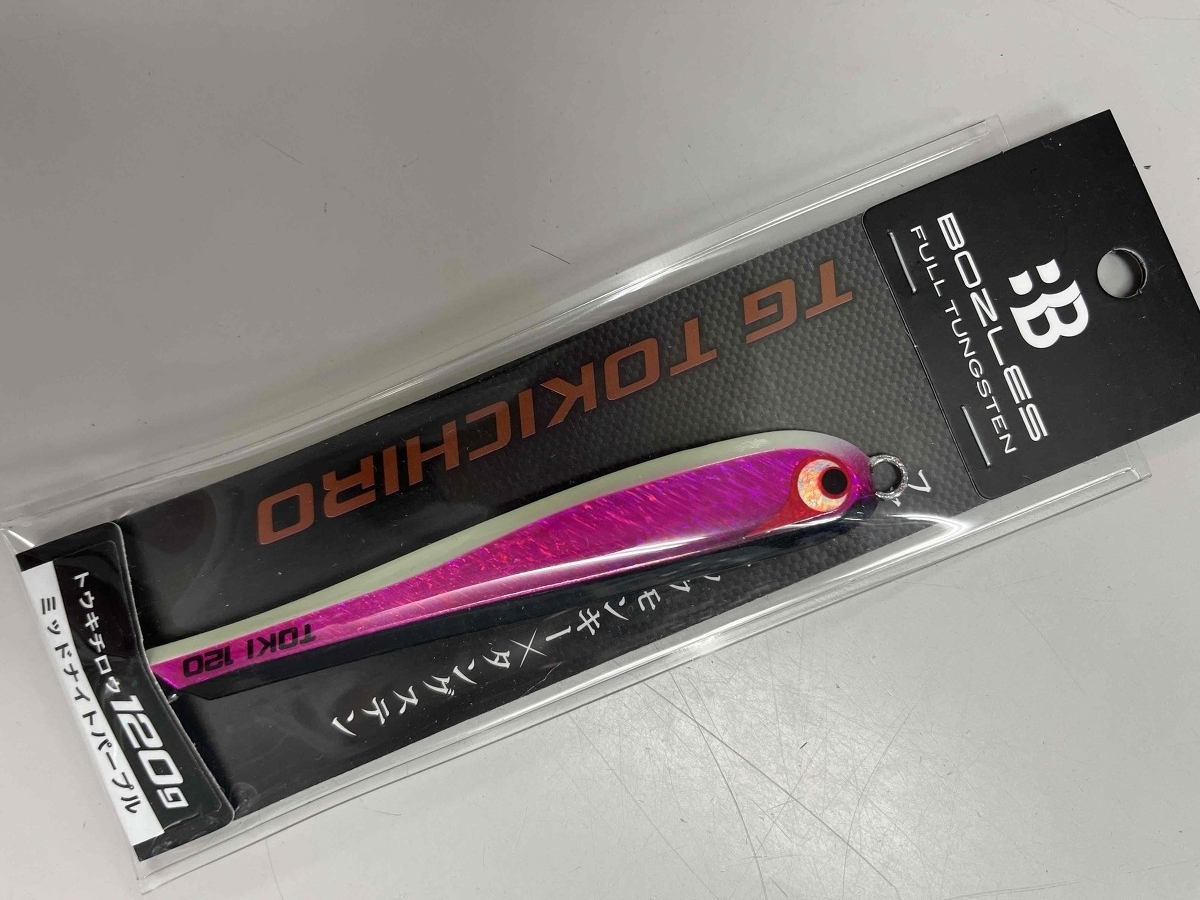 B
BOZLES
FULL TUNGSTEN
TG TOKICHIRO
モンキー×タングステン
TOKI 120
トウキチロウ120g
ミッドナイトパープル